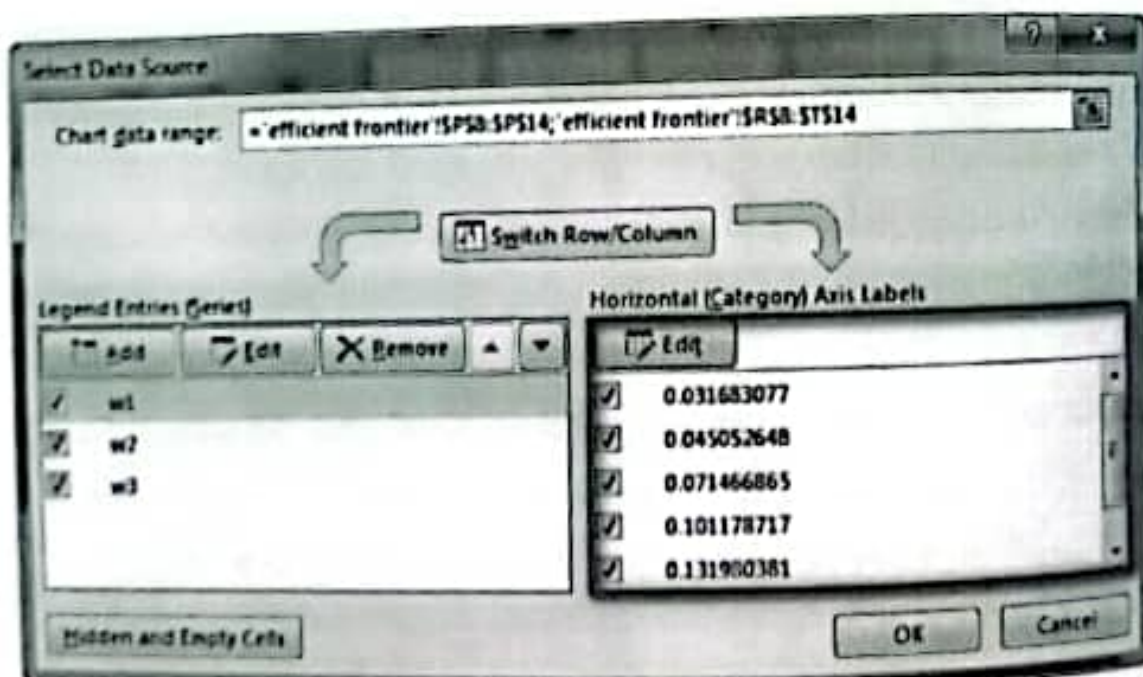 Select Data Source
Chart data range: ='efficient frontier'!$P$8:$P$14;'efficient frontier'!$R$8:$T$14
Switch Row/Column
Legend Entries (Series)
Add Edit Remove
w1
w2
w3
Horizontal (Category) Axis Labels
Edit
0.031683077
0.045052648
0.071466865
0.101178717
0.131980381
Hidden and Empty Cells
OK Cancel